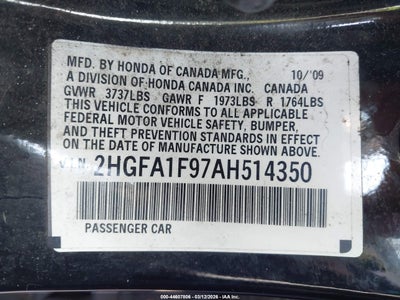 MFD. BY HONDA OF CANADA MFG., 10/'09
A DIVISION OF HONDA CANADA INC. CANADA
GVWR 3737LBS GAWR F 1973LBS R 1764LBS
THIS VEHICLE CONFORMS TO ALL APPLICABLE
FEDERAL MOTOR VEHICLE SAFETY, BUMPER,
AND THEFT PREVENTION STANDARDS IN EFFECT
ON THE DATE OF MANUFACTURE SHOWN ABOVE.
V.I.N. 2HGFA1F97AH514350
PASSENGER CAR
000-44607806 - 03/12/2026 - IAA Inc.